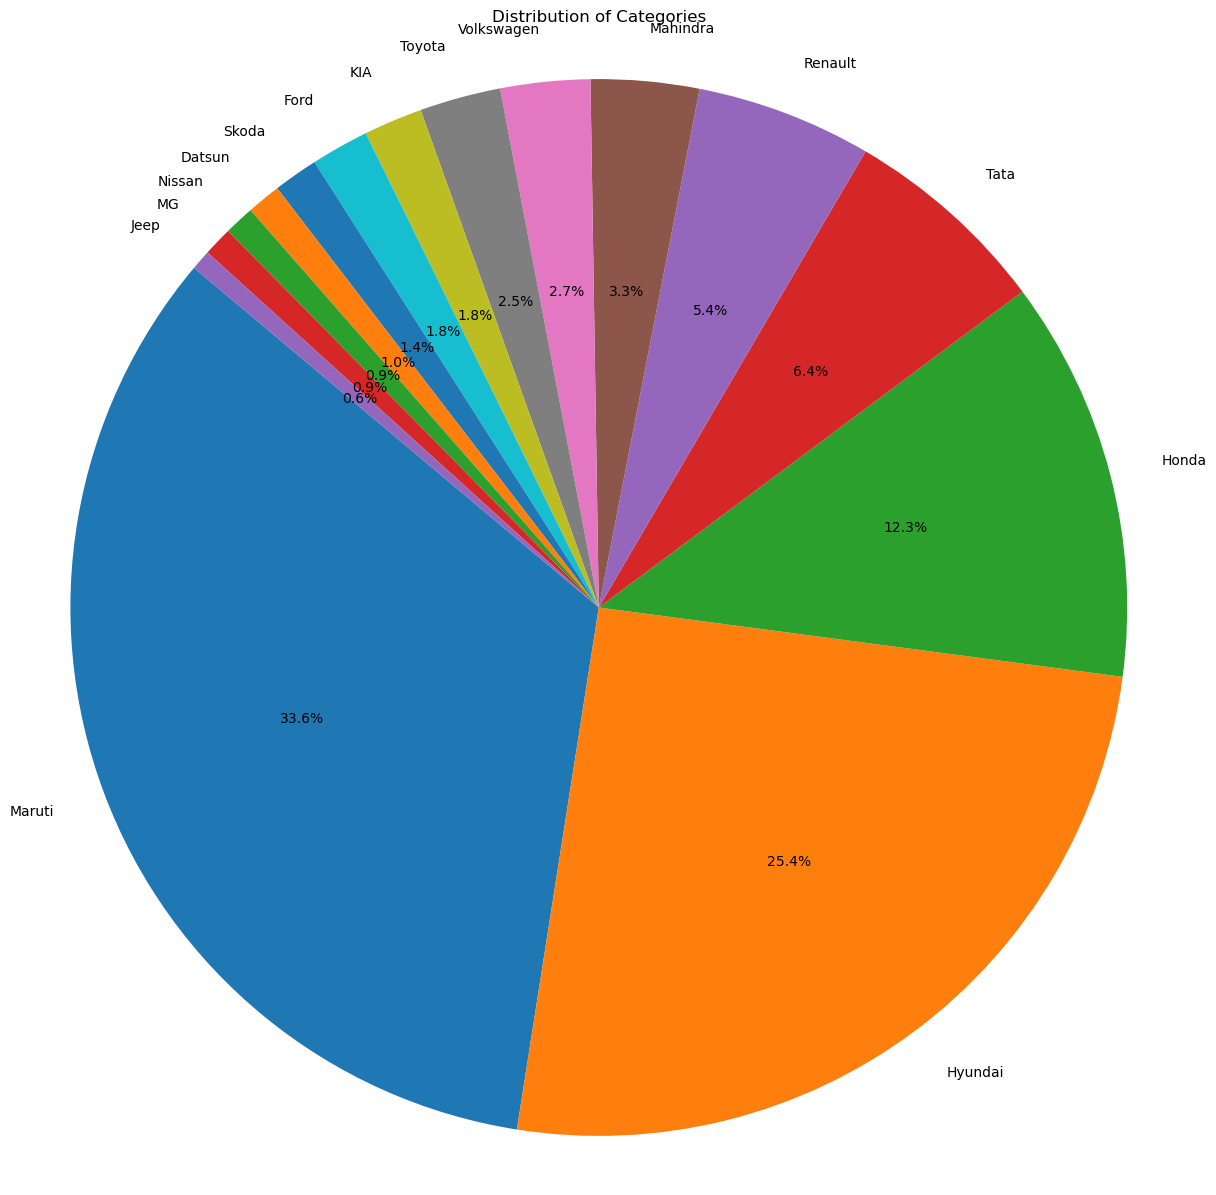 Distribution of Categories
Volkswagen
Mahindra
Toyota
Renault
KIA
Ford
Skoda
Datsun
Tata
Nissan
MG
Jeep
2.7%
3.3%
2.5%
5.4%
1.8%
1.8%
1.4%
1.0%
6.4%
0.9%
0.9%
0.6%
Honda
12.3%
33.6%
Maruti
25.4%
Hyundai